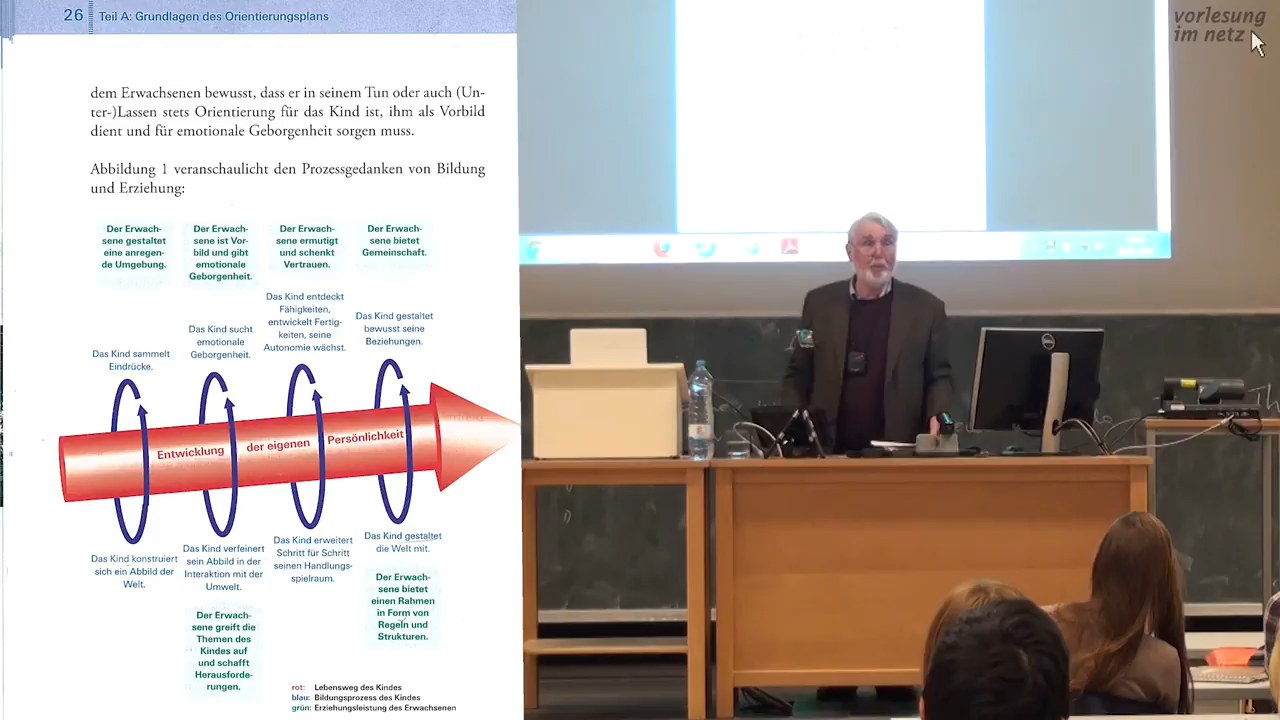 26 Teil A: Grundlagen des Orientierungsplans
dem Erwachsenen bewusst, dass er in seinem Tun oder auch (Un-
ter-)Lassen stets Orientierung für das Kind ist, ihm als Vorbild
dient und für emotionale Geborgenheit sorgen muss.
Abbildung 1 veranschaulicht den Prozessgedanken von Bildung
und Erziehung:
Der Erwach-
sene gestaltet
eine anregen-
de Umgebung.
Der Erwach-
sene ist Vor-
bild und gibt
emotionale
Geborgenheit.
Der Erwach-
sene ermutigt
und schenkt
Vertrauen.
Der Erwach-
sene bietet
Gemeinschaft.
Das Kind sammelt
Eindrücke.
Das Kind sucht
emotionale
Geborgenheit.
Das Kind entdeckt
Fähigkeiten,
entwickelt Fertig-
keiten, seine
Autonomie wächst.
Das Kind gestaltet
bewusst seine
Beziehungen.
Entwicklung der eigenen Persönlichkeit
Das Kind konstruiert
sich ein Abbild der
Welt.
Das Kind verfeinert
sein Abbild in der
Interaktion mit der
Umwelt.
Das Kind erweitert
Schritt für Schritt
seinen Handlungs-
spielraum.
Das Kind gestaltet
die Welt mit.
Der Erwach-
sene greift die
Themen des
Kindes auf
und schafft
Herausforde-
rungen.
Der Erwach-
sene bietet
einen Rahmen
in Form von
Regeln und
Strukturen.
rot: Lebensweg des Kindes
blau: Bildungsprozess des Kindes
grün: Erziehungsleistung des Erwachsenen
vorlesung
im netz
DELL